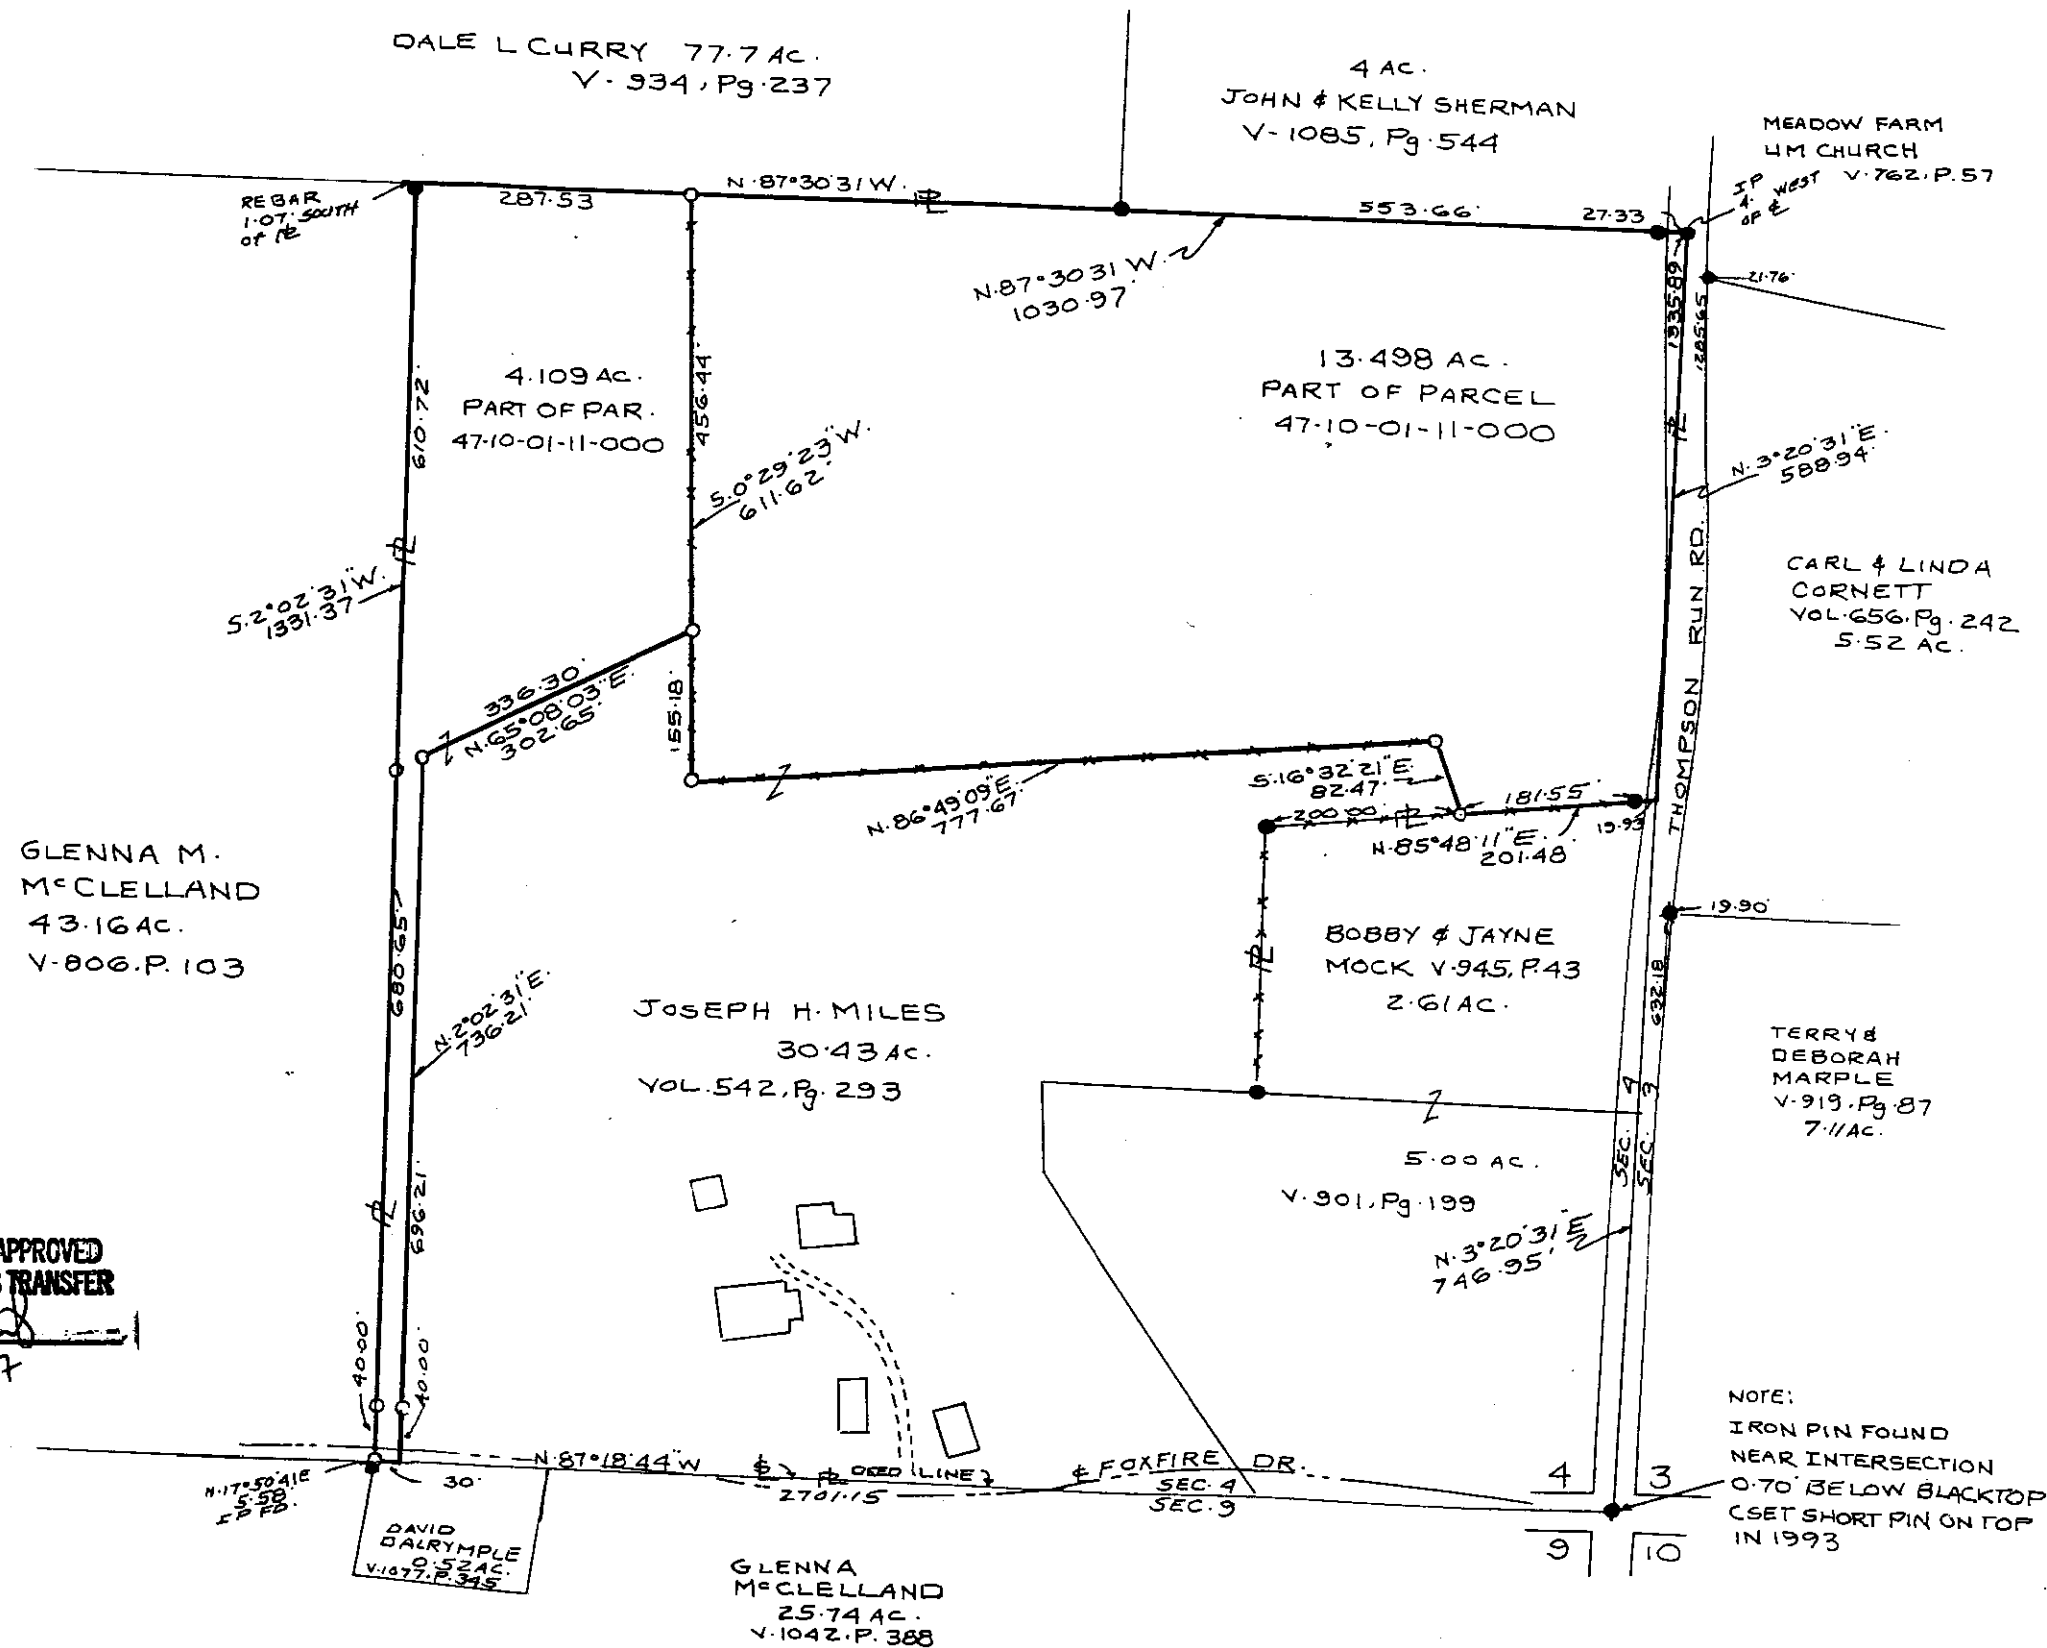 DALE L CURRY 77.7 AC.
V-934, Pg.237
4 AC.
JOHN & KELLY SHERMAN
V-1085, Pg.544
MEADOW FARM
UM CHURCH
V-762.P.57
IP
4.' WEST
OF ℄
REBAR
1.07' SOUTH
of ℄
287.53
N.87°30'31"W.
℄
553.66'
27.33
N.87°30'31"W.
1030.97'
21.76'
1335.89
1285.65
610.72'
4.109 AC.
PART OF PAR.
47-10-01-11-000
456.44'
S.0°29'23"W.
611.62'
13.498 AC.
PART OF PARCEL
47-10-01-11-000
N.3°20'31"E.
588.94'
S.2°02'31"W.
1331.37
CARL & LINDA
CORNETT
VOL.656.Pg.242
5.52 AC.
THOMPSON RUN RD.
336.30'
N.65°08'03"E.
302.65'
155.18'
N.86°49'09"E.
777.67'
S.16°32'21"E.
82.47'
200.00'
181.55'
N.85°48'11"E.
201.48'
19.93
19.90'
GLENNA M.
McCLELLAND
43.16 AC.
V-806.P.103
680.65'
N.2°02'31"E.
736.21'
JOSEPH H. MILES
30.43 AC.
VOL.542, Pg.293
BOBBY & JAYNE
MOCK V-945, P.43
2.61 AC.
632.18
TERRY &
DEBORAH
MARPLE
V-919.Pg.87
7.11 AC.
SEC. 4
SEC. 3
5.00 AC.
V.901, Pg.199
N.3°20'31"E
746.95'
696.21'
APPROVED
TRANSFER
40.00'
40.00'
N.17°50'41"E
5.58'
IP FD.
30'
N.87°18'44"W
℄
DEED LINE
2701.15
℄ FOXFIRE DR.
SEC. 4
SEC. 9
4
3
9
10
NOTE:
IRON PIN FOUND
NEAR INTERSECTION
0.70' BELOW BLACKTOP
CSET SHORT PIN ON TOP
IN 1993
DAVID
DALRYMPLE
0.52 AC.
V.1077.P.345
GLENNA
McCLELLAND
25.74 AC.
V.1042.P.388